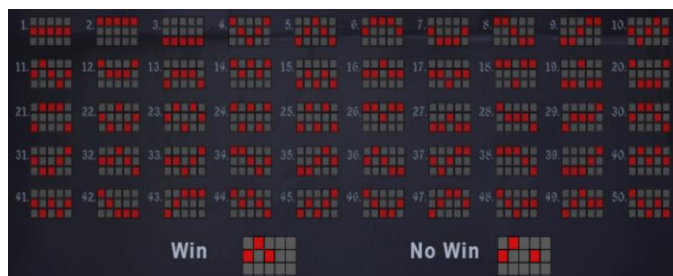 1. 2. 3. 4. 5. 6. 7. 8. 9. 10.
11. 12. 13. 14. 15. 16. 17. 18. 19. 20.
21. 22. 23. 24. 25. 26. 27. 28. 29. 30.
31. 32. 33. 34. 35. 36. 37. 38. 39. 40.
41. 42. 43. 44. 45. 46. 47. 48. 49. 50.
Win No Win